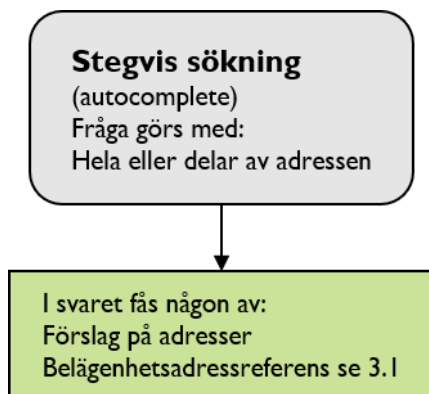 Stegvis sökning
(autocomplete)
Fråga görs med:
Hela eller delar av adressen
I svaret fås någon av:
Förslag på adresser
Belägenhetsadressreferens se 3.1